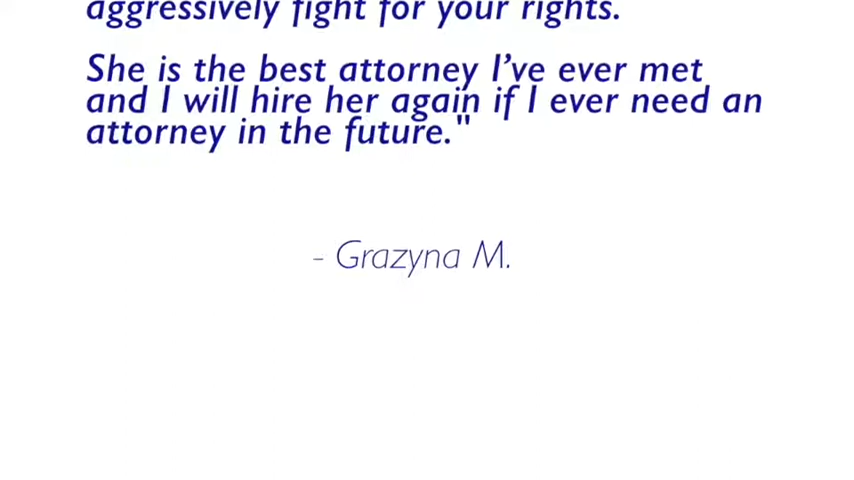 aggressively fight for your rights.
She is the best attorney I've ever met
and I will hire her again if I ever need an
attorney in the future."
- Grazyna M.